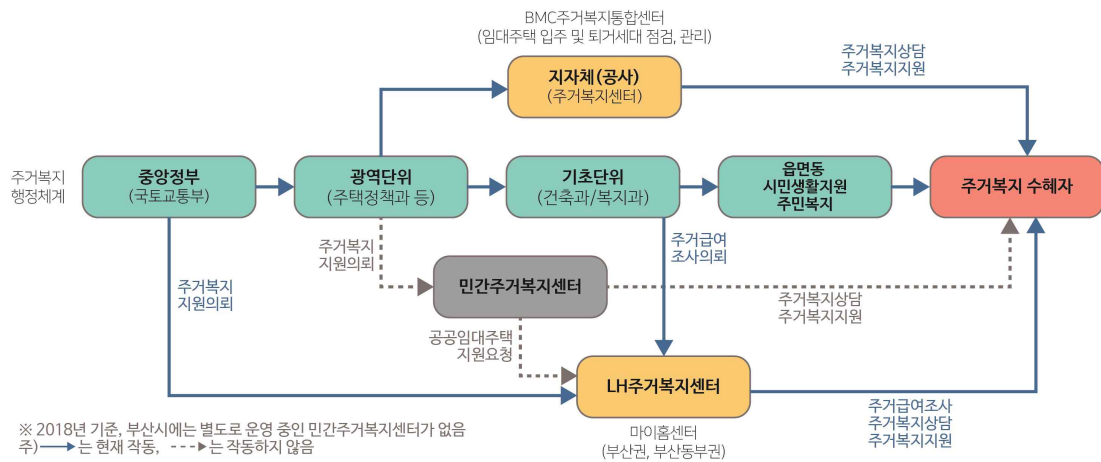 BMC주거복지통합센터
(임대주택 입주 및 퇴거세대 점검, 관리)
지자체(공사)
(주거복지센터)
주거복지상담
주거복지지원
주거복지
행정체계
중앙정부
(국토교통부)
광역단위
(주택정책과 등)
기초단위
(건축과/복지과)
읍면동
시민생활지원
주민복지
주거복지 수혜자
주거복지
지원의뢰
주거급여
조사의뢰
주거복지
지원의뢰
민간주거복지센터
주거복지상담
주거복지지원
공공임대주택
지원요청
LH주거복지센터
주거급여조사
주거복지상담
주거복지지원
마이홈센터
(부산권, 부산동부권)
※ 2018년 기준, 부산시에는 별도로 운영 중인 민간주거복지센터가 없음
주) 는 현재 작동, 는 작동하지 않음